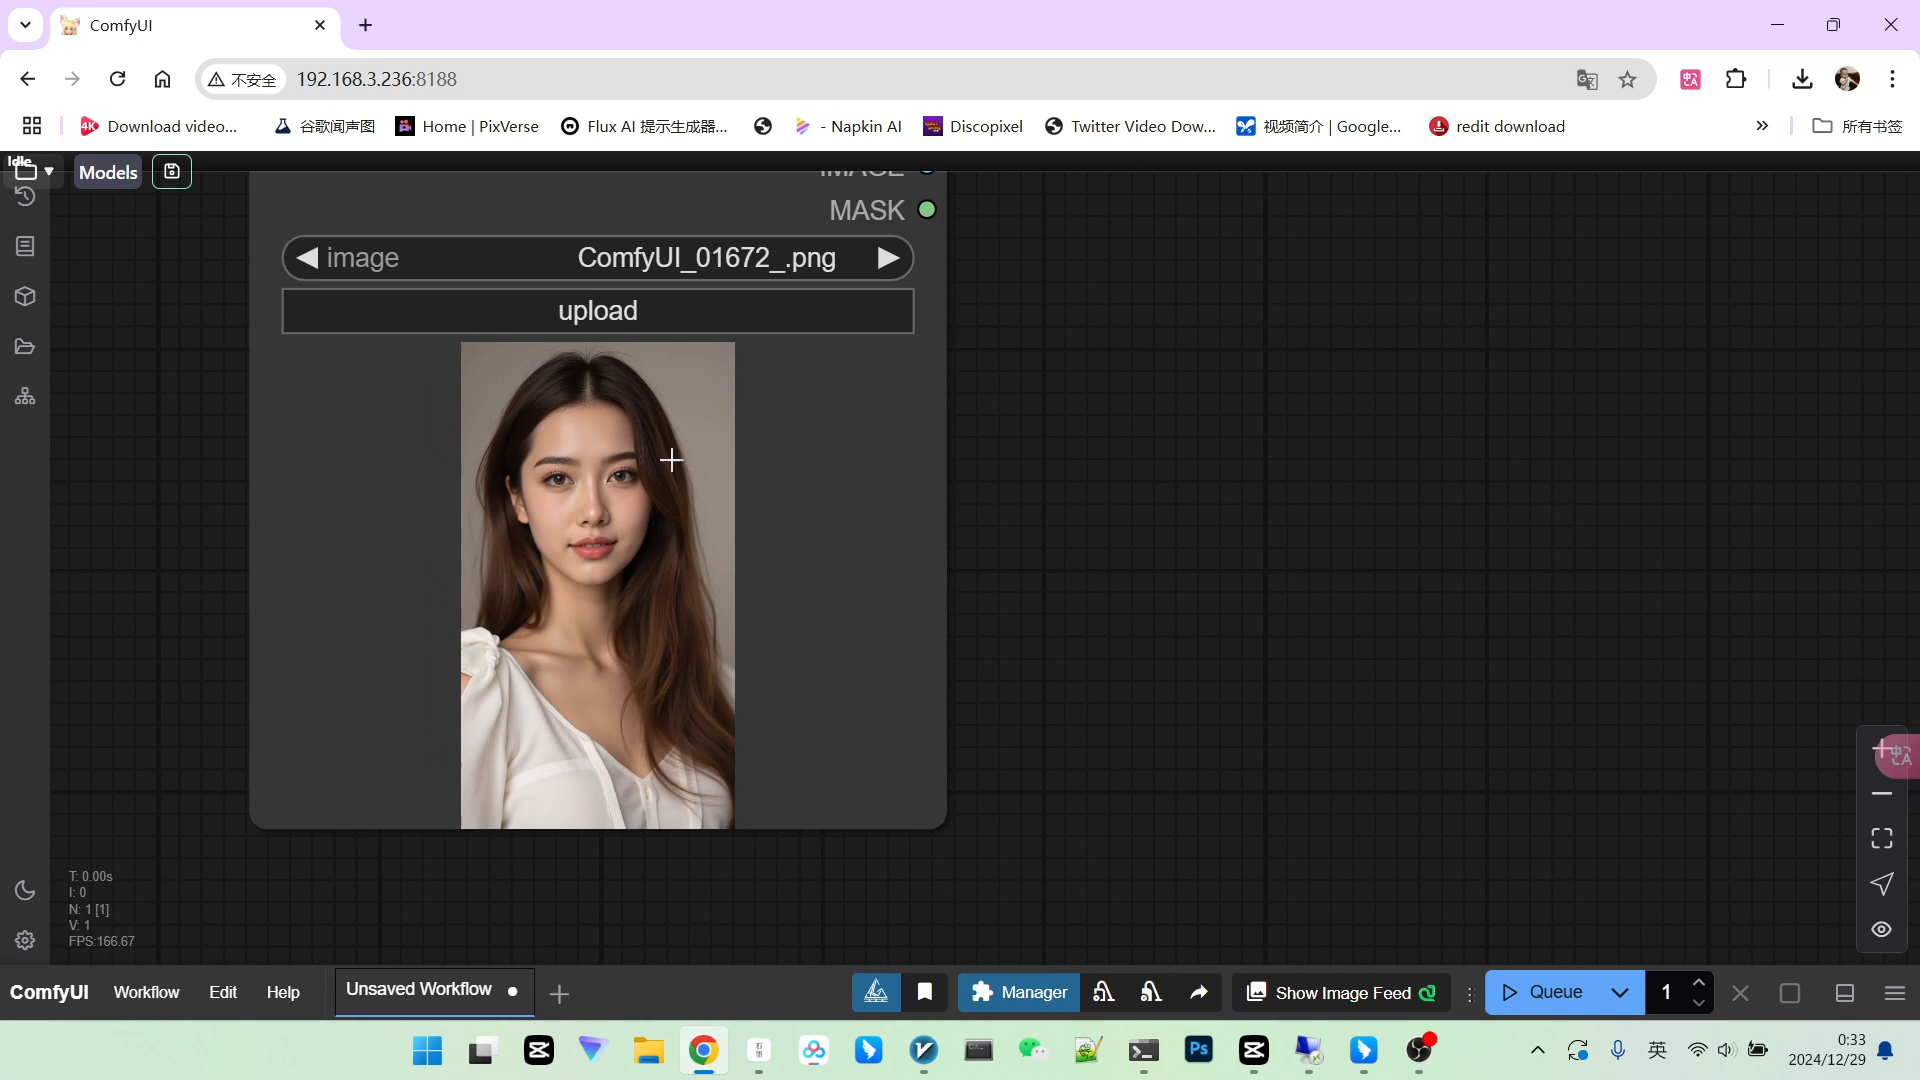 ComfyUI
不安全
192.168.3.236:8188
Download video...
谷歌闻声图
Home | PixVerse
Flux AI 提示生成器...
- Napkin AI
Discopixel
Twitter Video Dow...
视频简介 | Google...
redit download
所有书签
Idle
Models
IMAGE
MASK
image
ComfyUI_01672_.png
upload
T: 0.00s
I: 0
N: 1 [1]
V: 1
FPS:166.67
ComfyUI
Workflow
Edit
Help
Unsaved Workflow
Manager
Show Image Feed
Queue
1
英
0:33
2024/12/29